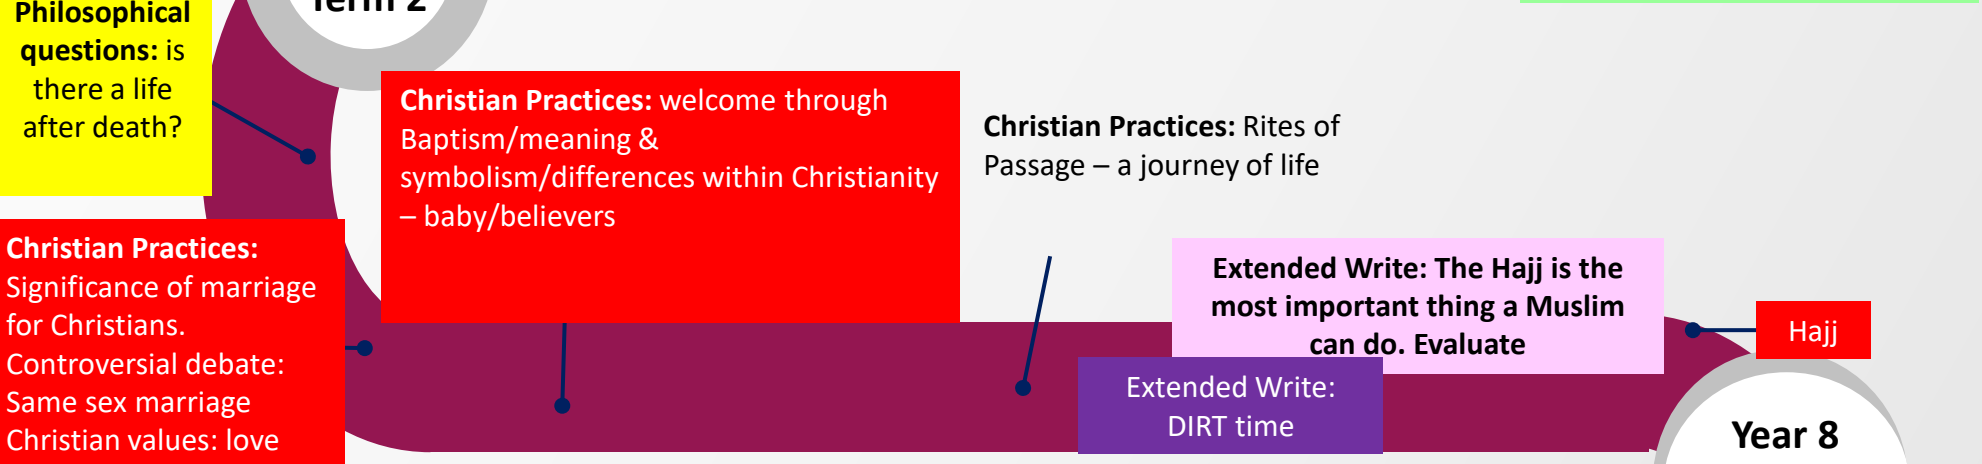 Philosophical
questions: is
there a life
after death?
Term 2
Christian Practices: welcome through
Baptism/meaning &
symbolism/differences within Christianity
– baby/believers
Christian Practices: Rites of
Passage – a journey of life
Christian Practices:
Significance of marriage
for Christians.
Controversial debate:
Same sex marriage
Christian values: love
Extended Write: The Hajj is the
most important thing a Muslim
can do. Evaluate
Hajj
Extended Write:
DIRT time
Year 8